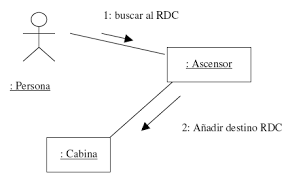 1: buscar al RDC
: Ascensor
: Persona
2: Añadir destino RDC
: Cabina